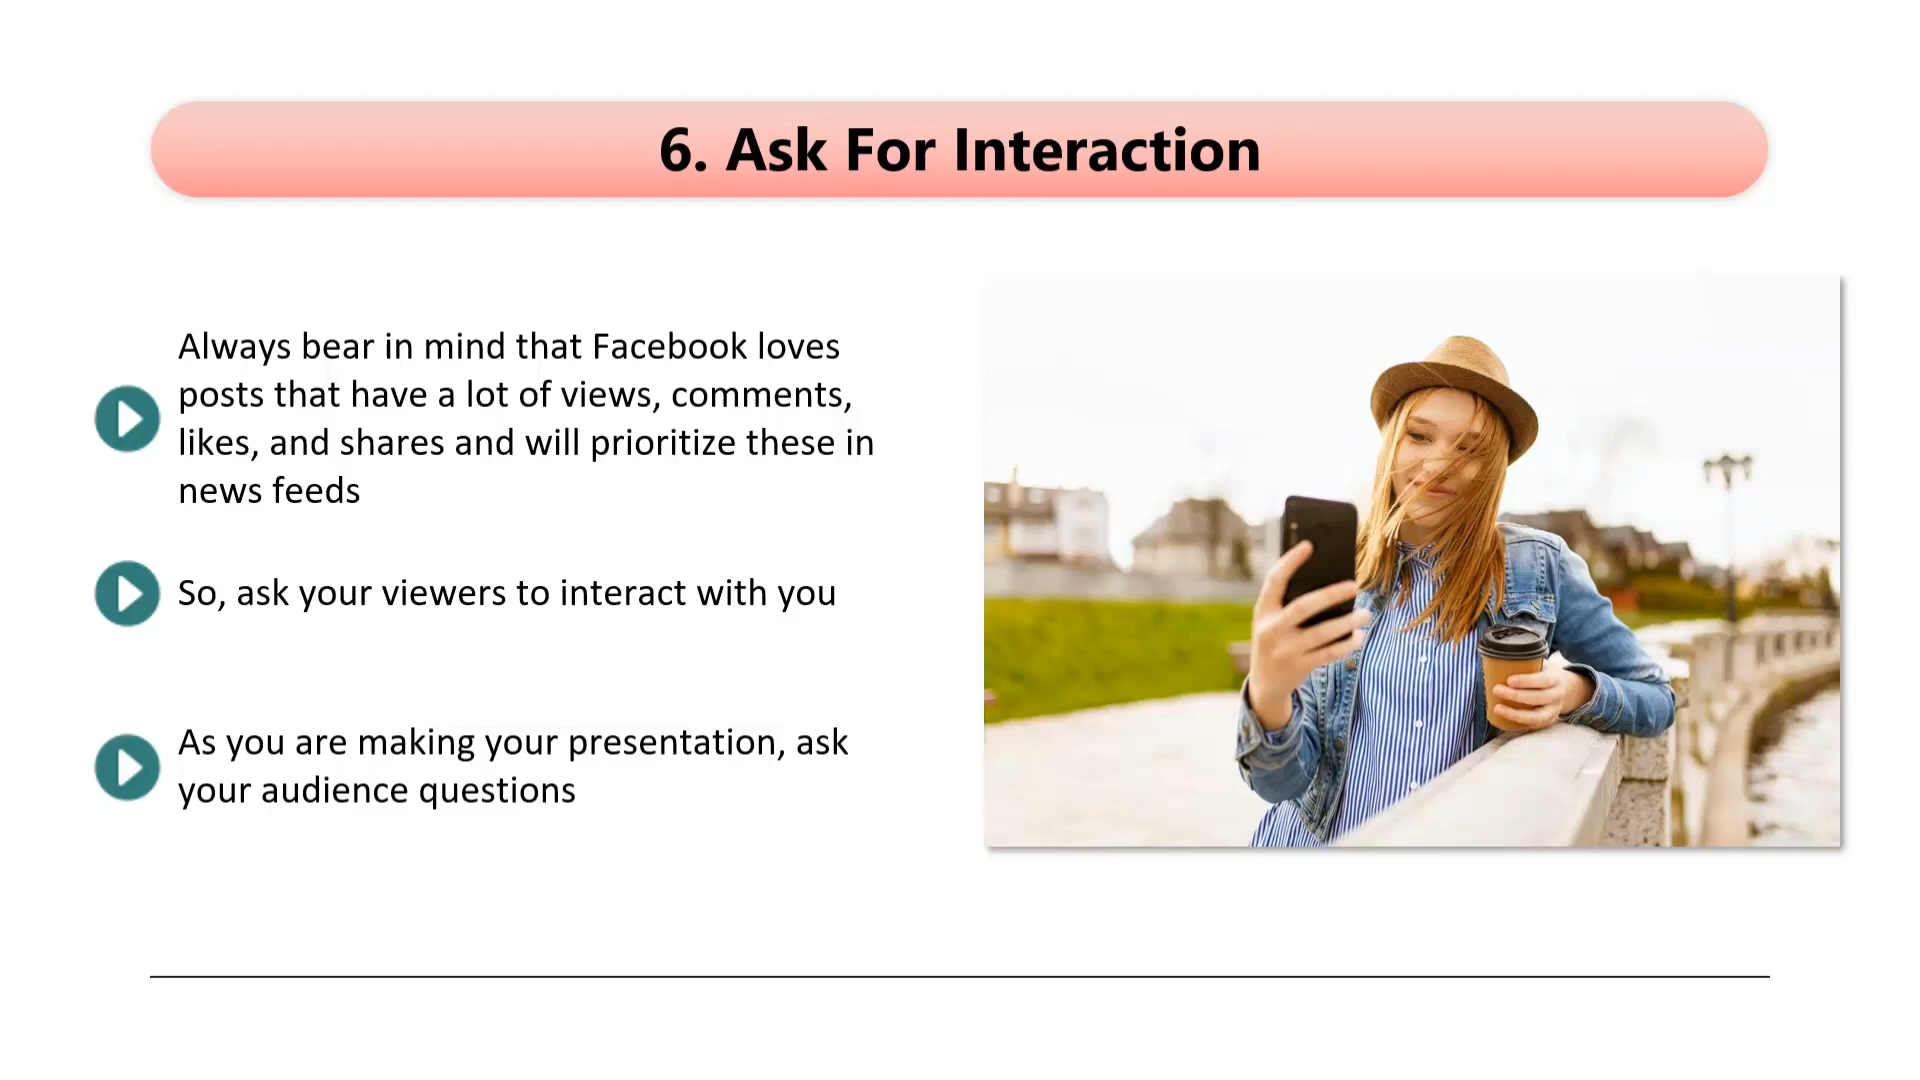 6. Ask For Interaction
Always bear in mind that Facebook loves
posts that have a lot of views, comments,
likes, and shares and will prioritize these in
news feeds
So, ask your viewers to interact with you
As you are making your presentation, ask
your audience questions